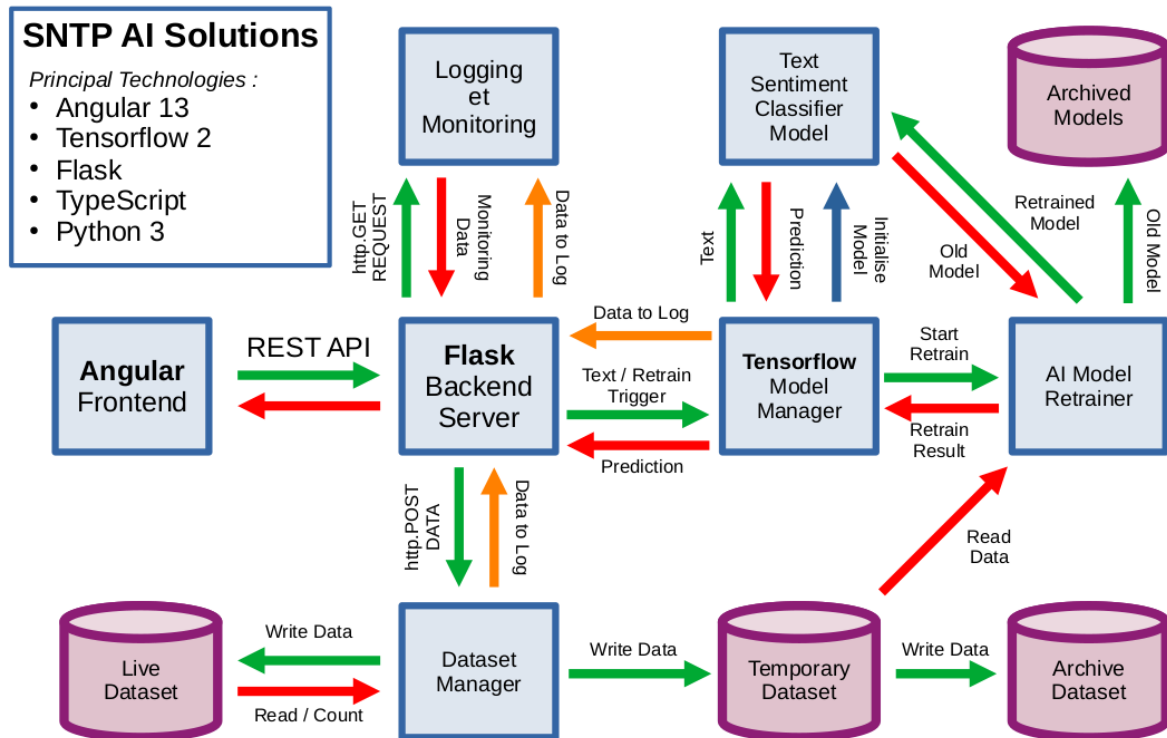 SNTP AI Solutions
Principal Technologies :
• Angular 13
• Tensorflow 2
• Flask
• TypeScript
• Python 3
Logging
et
Monitoring
Text
Sentiment
Classifier
Model
Archived
Models
http.GET
REQUEST
Monitoring
Data
Data to Log
Text
Prediction
Initialise
Model
Retrained
Model
Old
Model
Old Model
Angular
Frontend
REST API
Flask
Backend
Server
Data to Log
Text / Retrain
Trigger
Prediction
Tensorflow
Model
Manager
Start
Retrain
Retrain
Result
AI Model
Retrainer
http.POST
DATA
Data to Log
Read
Data
Live
Dataset
Write Data
Read / Count
Dataset
Manager
Write Data
Temporary
Dataset
Write Data
Archive
Dataset